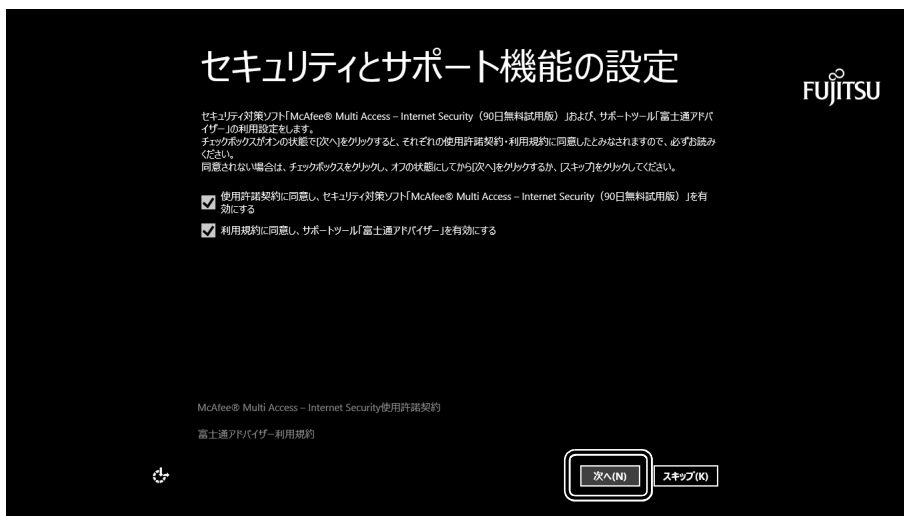 セキュリティとサポート機能の設定
FUJITSU
セキュリティ対策ソフト「McAfee® Multi Access – Internet Security（90日無料試用版）」および、サポートツール「富士通アドバ
イザー」の利用設定をします。
チェックボックスがオンの状態で[次へ]をクリックすると、それぞれの使用許諾契約・利用規約に同意したとみなされますので、必ずお読み
ください。
同意されない場合は、チェックボックスをクリックし、オフの状態にしてから[次へ]をクリックするか、[スキップ]をクリックしてください。
使用許諾契約に同意し、セキュリティ対策ソフト「McAfee® Multi Access – Internet Security（90日無料試用版）」を有
効にする
利用規約に同意し、サポートツール「富士通アドバイザー」を有効にする
McAfee® Multi Access – Internet Security使用許諾契約
富士通アドバイザー利用規約
次へ(N)
スキップ(K)